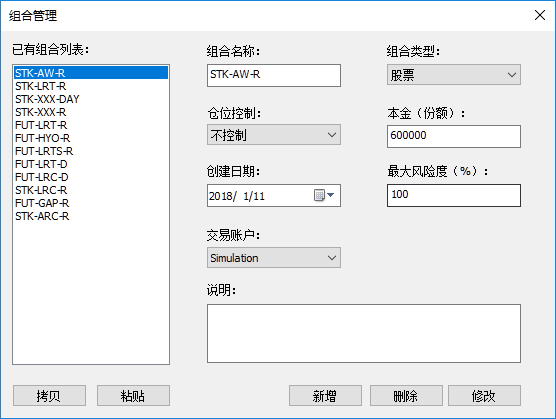 组合管理
已有组合列表：
STK-AW-R
STK-LRT-R
STK-XXX-DAY
STK-XXX-R
FUT-LRT-R
FUT-HYO-R
FUT-LRTS-R
FUT-LRT-D
FUT-LRC-D
STK-LRC-R
FUT-GAP-R
STK-ARC-R
组合名称：
STK-AW-R
组合类型：
股票
仓位控制：
不控制
本金（份额）：
600000
创建日期：
2018/ 1/11
最大风险度（%）：
100
交易账户：
Simulation
说明：
拷贝
粘贴
新增
删除
修改